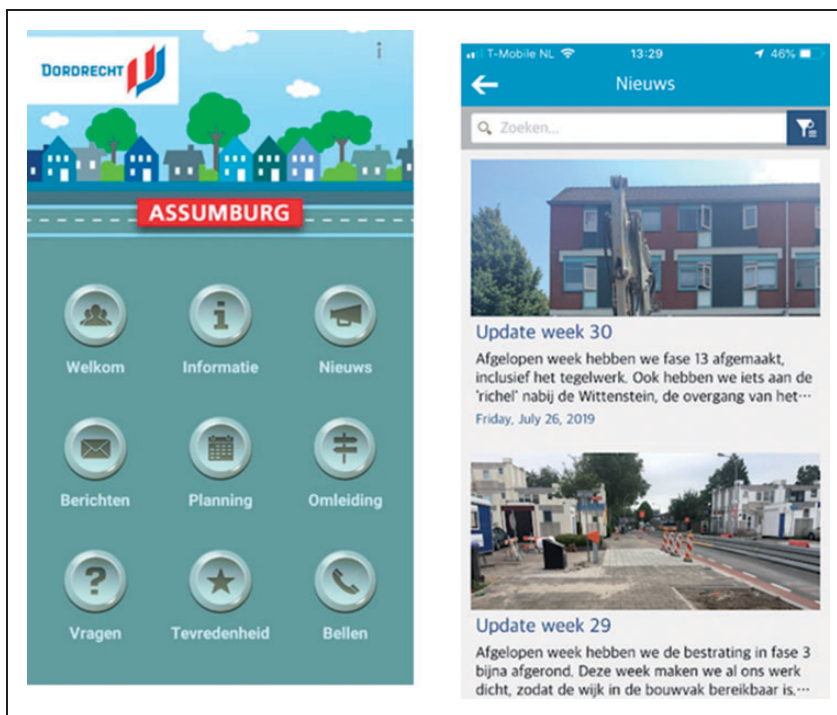 DORDRECHT
i
ASSUMBURG
Welkom
Informatie
Nieuws
Berichten
Planning
Omleiding
Vragen
Tevredenheid
Bellen
T-Mobile NL
13:29
46%
Nieuws
Zoeken...
Update week 30
Afgelopen week hebben we fase 13 afgemaakt,
inclusief het tegelwerk. Ook hebben we iets aan de
'richel' nabij de Wittenstein, de overgang van het⋯
Friday, July 26, 2019
Update week 29
Afgelopen week hebben we de bestrating in fase 3
bijna afgerond. Deze week maken we al ons werk
dicht, zodat de wijk in de bouwvak bereikbaar is.⋯